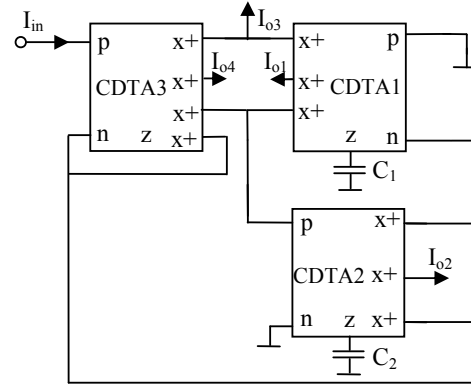 I_in
I_o3
p
x+
x+
p
I_o4
I_o1
x+
x+
CDTA3
CDTA1
x+
x+
n
z
x+
z
n
C_1
p
x+
I_o2
CDTA2
x+
n
z
x+
C_2